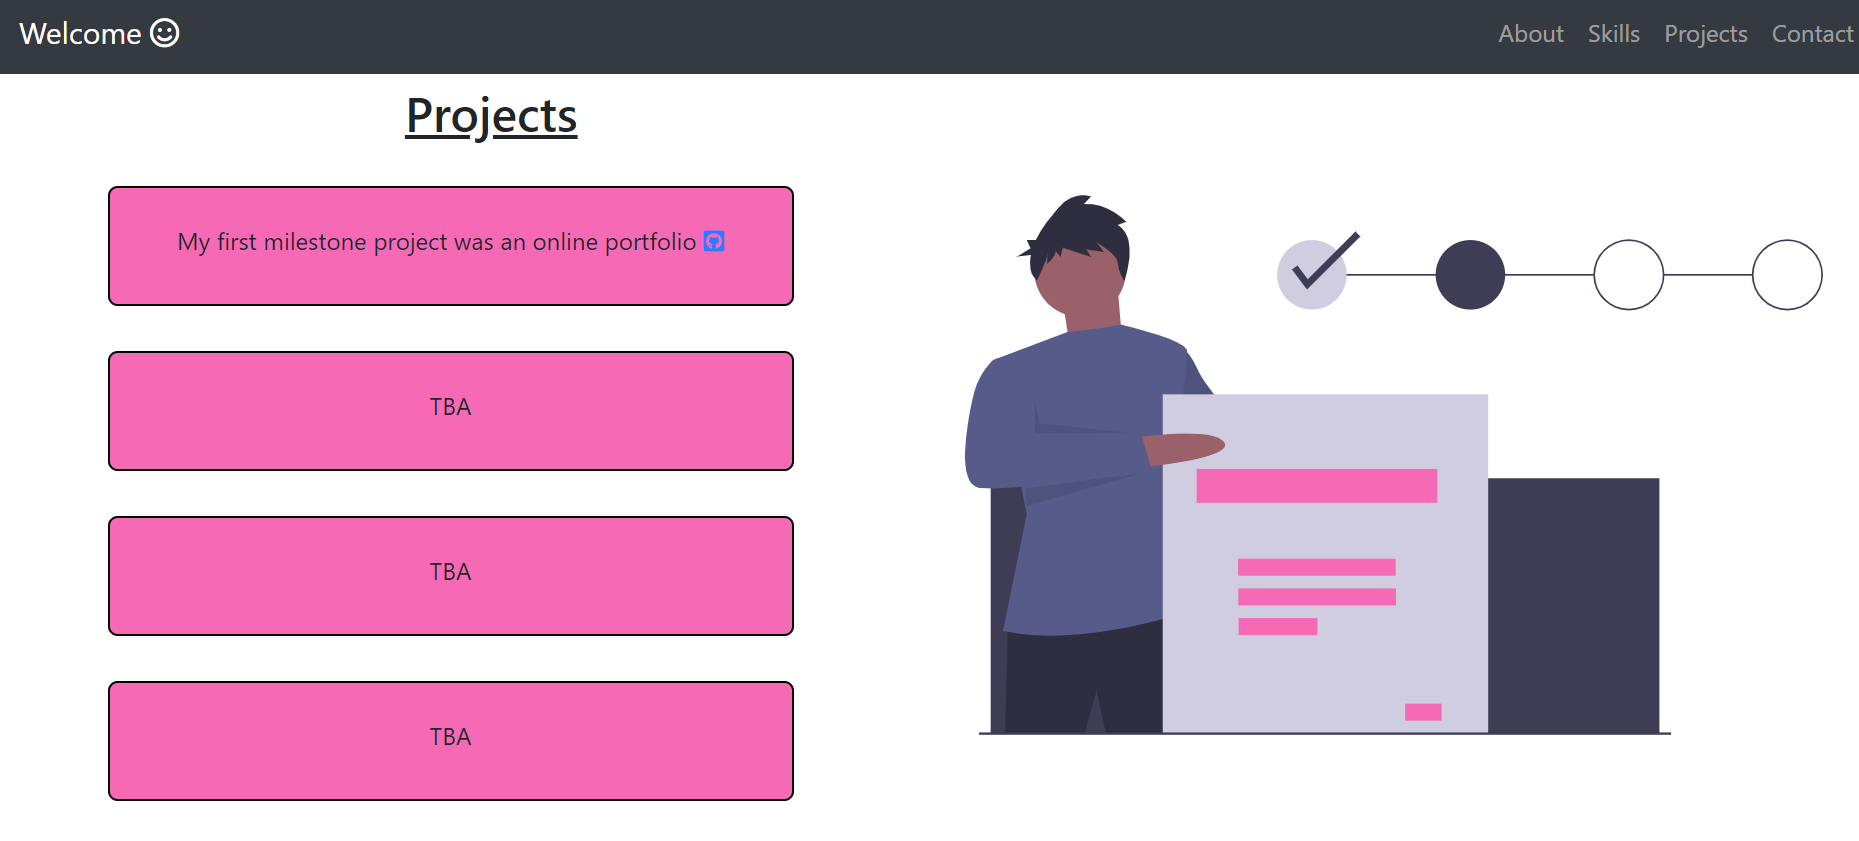 Welcome
About Skills Projects Contact
Projects
My first milestone project was an online portfolio
TBA
TBA
TBA